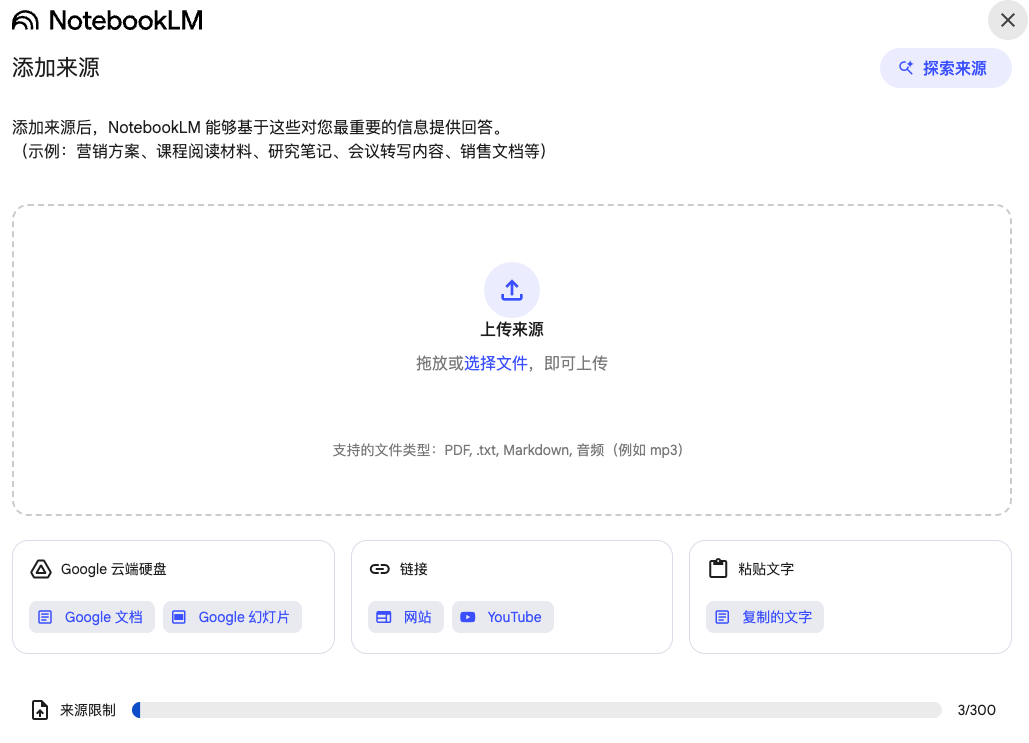 NotebookLM
添加来源
探索来源
添加来源后，NotebookLM 能够基于这些对您最重要的信息提供回答。
（示例：营销方案、课程阅读材料、研究笔记、会议转写内容、销售文档等）
上传来源
拖放或选择文件，即可上传
支持的文件类型：PDF, .txt, Markdown, 音频（例如 mp3）
Google 云端硬盘
Google 文档
Google 幻灯片
链接
网站
YouTube
粘贴文字
复制的文字
来源限制
3/300